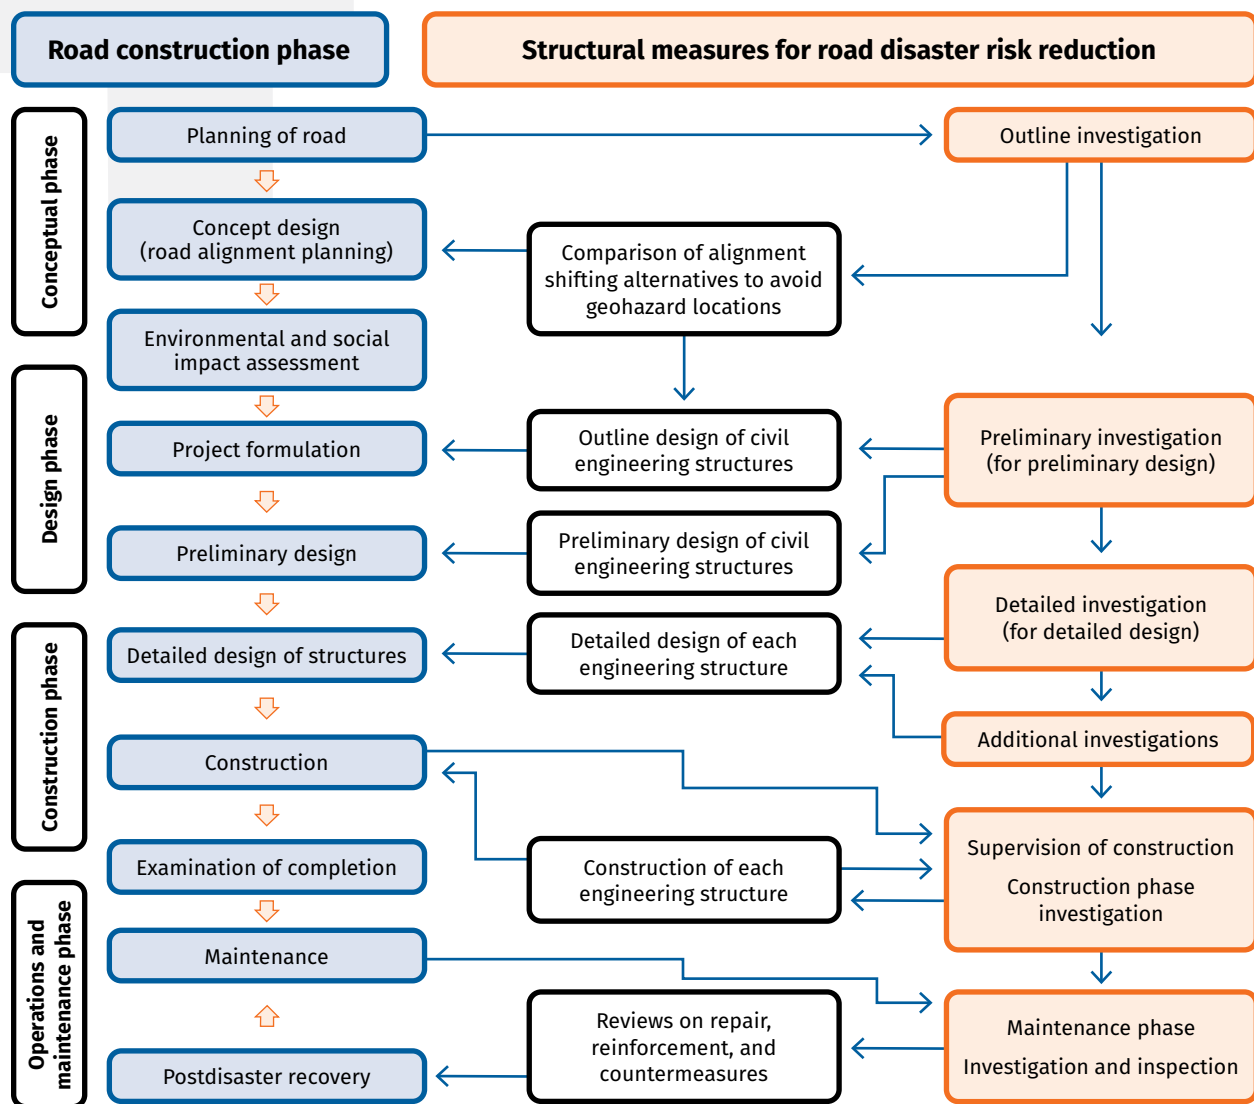 Road construction phase
Structural measures for road disaster risk reduction
Conceptual phase
Planning of road
Outline investigation
Concept design
(road alignment planning)
Comparison of alignment
shifting alternatives to avoid
geohazard locations
Environmental and social
impact assessment
Design phase
Project formulation
Outline design of civil
engineering structures
Preliminary investigation
(for preliminary design)
Preliminary design
Preliminary design of civil
engineering structures
Detailed investigation
(for detailed design)
Construction phase
Detailed design of structures
Detailed design of each
engineering structure
Additional investigations
Construction
Supervision of construction
Construction phase
investigation
Examination of completion
Construction of each
engineering structure
Operations and
maintenance phase
Maintenance
Reviews on repair,
reinforcement, and
countermeasures
Maintenance phase
Investigation and inspection
Postdisaster recovery